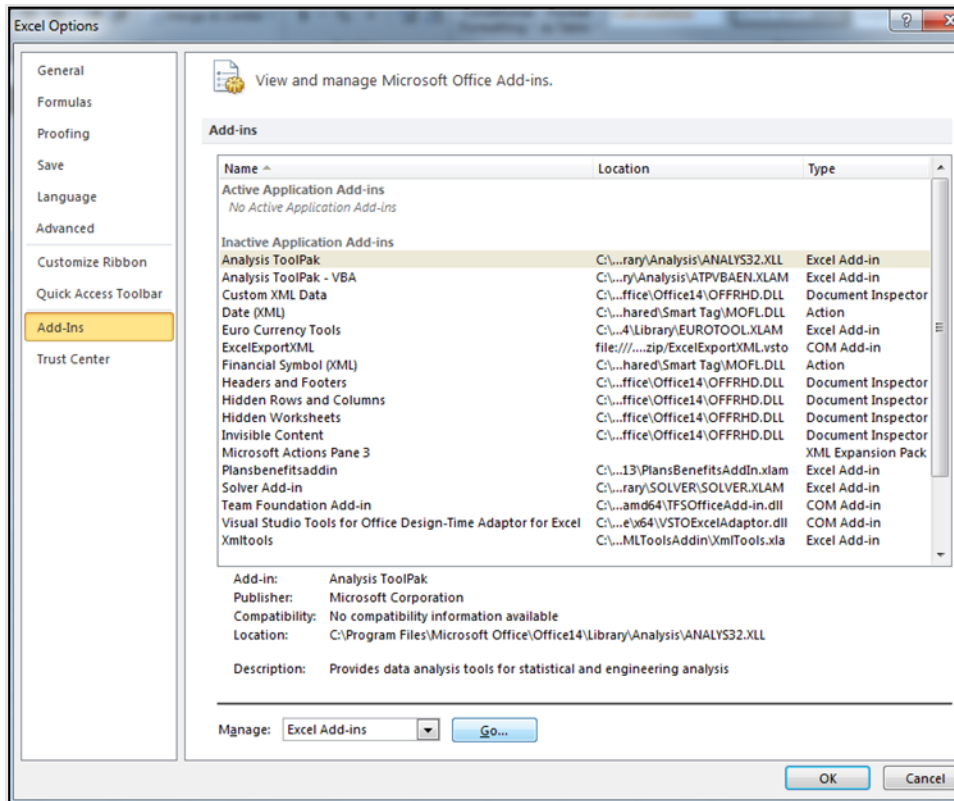 Excel Options
General
Formulas
Proofing
Save
Language
Advanced
Customize Ribbon
Quick Access Toolbar
Add-Ins
Trust Center
View and manage Microsoft Office Add-ins.
Add-ins
Name Location Type
Active Application Add-ins
No Active Application Add-ins
Inactive Application Add-ins
Analysis ToolPak C:\...rary\Analysis\ANALYS32.XLL Excel Add-in
Analysis ToolPak - VBA C:\...ry\Analysis\ATPVBAEN.XLAM Excel Add-in
Custom XML Data C:\...ffice\Office14\OFFRHD.DLL Document Inspector
Date (XML) C:\...hared\Smart Tag\MOFL.DLL Action
Euro Currency Tools C:\...4\Library\EUROTOOL.XLAM Excel Add-in
ExcelExportXML file:///....zip/ExcelExportXML.vsto COM Add-in
Financial Symbol (XML) C:\...hared\Smart Tag\MOFL.DLL Action
Headers and Footers C:\...ffice\Office14\OFFRHD.DLL Document Inspector
Hidden Rows and Columns C:\...ffice\Office14\OFFRHD.DLL Document Inspector
Hidden Worksheets C:\...ffice\Office14\OFFRHD.DLL Document Inspector
Invisible Content C:\...ffice\Office14\OFFRHD.DLL Document Inspector
Microsoft Actions Pane 3 XML Expansion Pack
Plansbenefitsaddin C:\...13\PlansBenefitsAddIn.xlam Excel Add-in
Solver Add-in C:\...rary\SOLVER\SOLVER.XLAM Excel Add-in
Team Foundation Add-in C:\...amd64\TFSOfficeAdd-in.dll COM Add-in
Visual Studio Tools for Office Design-Time Adaptor for Excel C:\...e\x64\VSTOExcelAdaptor.dll COM Add-in
Xmltools C:\...MLToolsAddin\XmlTools.xla Excel Add-in
Add-in: Analysis ToolPak
Publisher: Microsoft Corporation
Compatibility: No compatibility information available
Location: C:\Program Files\Microsoft Office\Office14\Library\Analysis\ANALYS32.XLL
Description: Provides data analysis tools for statistical and engineering analysis
Manage: Excel Add-ins Go...
OK Cancel